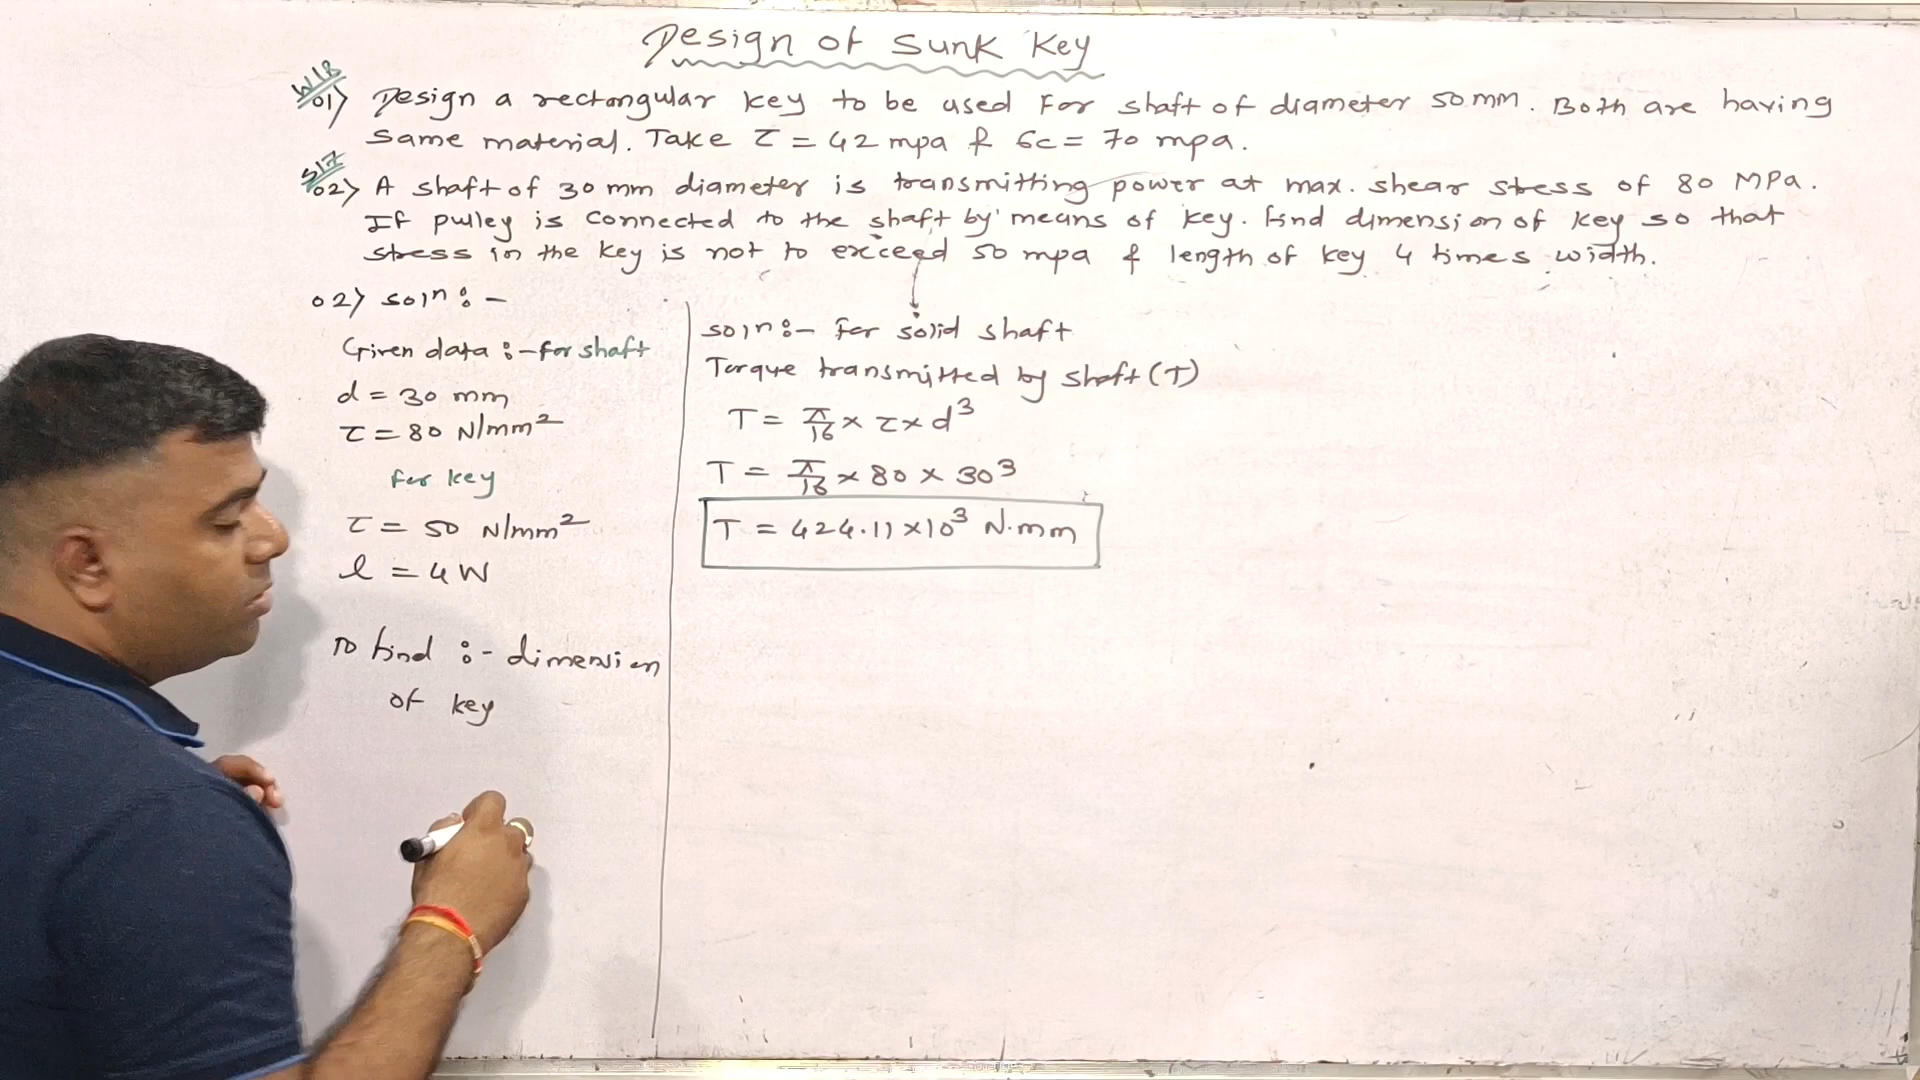 Design of Sunk Key
W18
01) Design a rectangular key to be used For shaft of diameter 50mm. Both are having
Same material. Take τ = 42 mpa & 6c = 70 mpa.
S17
02) A shaft of 30 mm diameter is transmitting power at max. shear stress of 80 MPa.
If pulley is connected to the shaft by means of key. find dimension of key so that
stress in the key is not to exceed 50 mpa & length of key 4 times width.
02) soln :-
Given data :- for shaft
d = 30 mm
τ = 80 N/mm²
For key
τ = 50 N/mm²
l = 4W
To find :- dimension
of key
soln :- For solid shaft
Torque transmitted by shaft (T)
T = π/16 × τ × d³
T = π/16 × 80 × 30³
T = 424.11 × 10³ N.mm